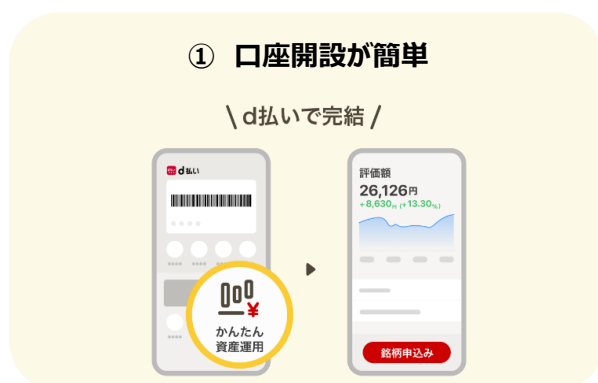 ① 口座開設が簡単
\ d払いで完結 /
d払い
かんたん
資産運用
評価額
26,126円
+8,630円 (+13.30%)
銘柄申込み